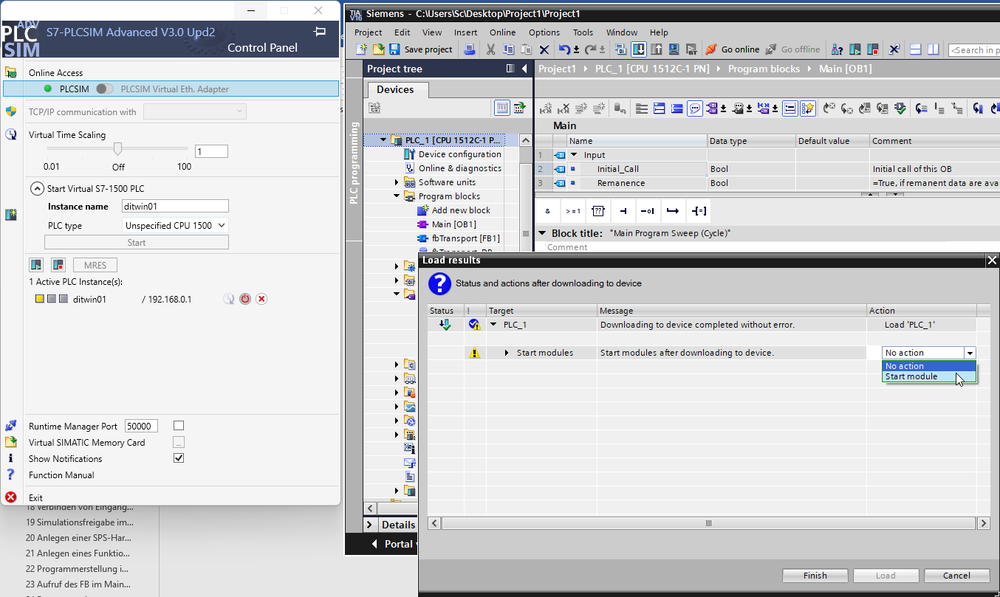 ADV
PLC
SIM
S7-PLCSIM Advanced V3.0 Upd2
Control Panel
Online Access
PLCSIM PLCSIM Virtual Eth. Adapter
TCP/IP communication with
Virtual Time Scaling
1
0.01 Off 100
Start Virtual S7-1500 PLC
Instance name ditwin01
PLC type Unspecified CPU 1500
Start
MRES
1 Active PLC Instance(s):
ditwin01 / 192.168.0.1
Runtime Manager Port 50000
Virtual SIMATIC Memory Card ...
Show Notifications
Function Manual
Exit
18 Verbinden von Eingang...
19 Simulationsfreigabe im...
20 Anlegen einer SPS-Har...
21 Anlegen eines Funktio...
22 Programmerstellung i...
23 Aufruf des FB im Main...
TIA
V16
Siemens - C:\Users\Sc\Desktop\Project1\Project1
Project Edit View Insert Online Options Tools Window Help
Save project Go online Go offline <Search in p
Project tree
Project1 PLC_1 [CPU 1512C-1 PN] Program blocks Main [OB1]
Devices
PLC programming
PLC_1 [CPU 1512C-1 P...
Device configuration
Online & diagnostics
Software units
Program blocks
Add new block
Main [OB1]
fbTransport [FB1]
fbTransport_DB
Details
Portal v
Main
Name Data type Default value Comment
1 Input
2 Initial_Call Bool Initial call of this OB
3 Remanence Bool =True, if remanent data are ava
& >=1 ?? -o| -[=]
Block title: "Main Program Sweep (Cycle)"
Comment
Load results
? Status and actions after downloading to device
Status ! Target Message Action
PLC_1 Downloading to device completed without error. Load 'PLC_1'
Start modules Start modules after downloading to device. No action
No action
Start module
Finish Load Cancel